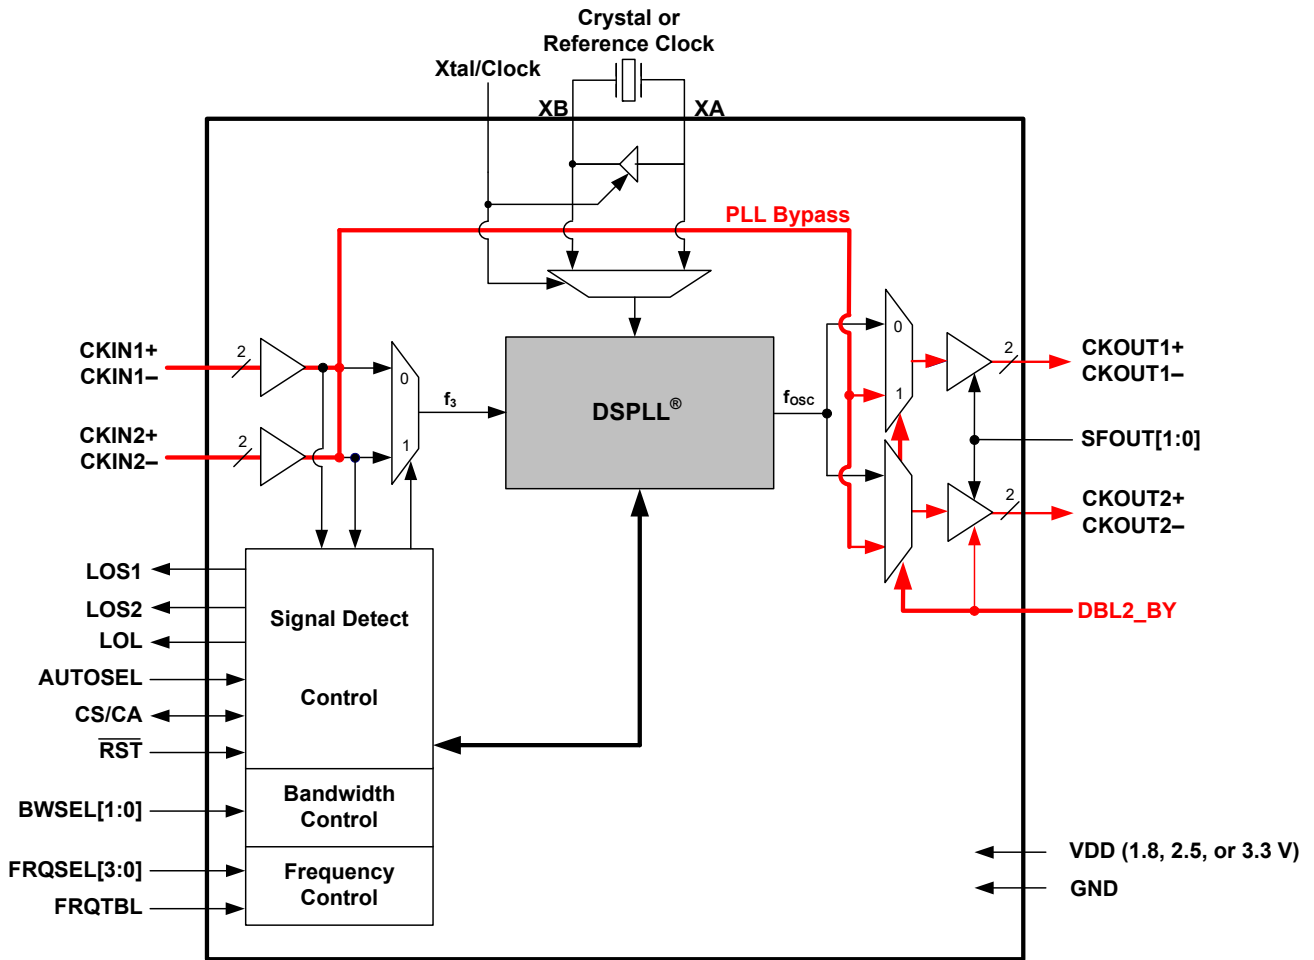 Crystal or
Reference Clock
Xtal/Clock
XB
XA
PLL Bypass
CKIN1+
CKIN1–
2
0
CKOUT1+
CKOUT1–
2
0
1
f3
DSPLL®
fOSC
CKIN2+
CKIN2–
2
1
SFOUT[1:0]
CKOUT2+
CKOUT2–
2
LOS1
LOS2
LOL
AUTOSEL
CS/CA
RST
BWSEL[1:0]
FRQSEL[3:0]
FRQTBL
Signal Detect
Control
Bandwidth
Control
Frequency
Control
DBL2_BY
VDD (1.8, 2.5, or 3.3 V)
GND